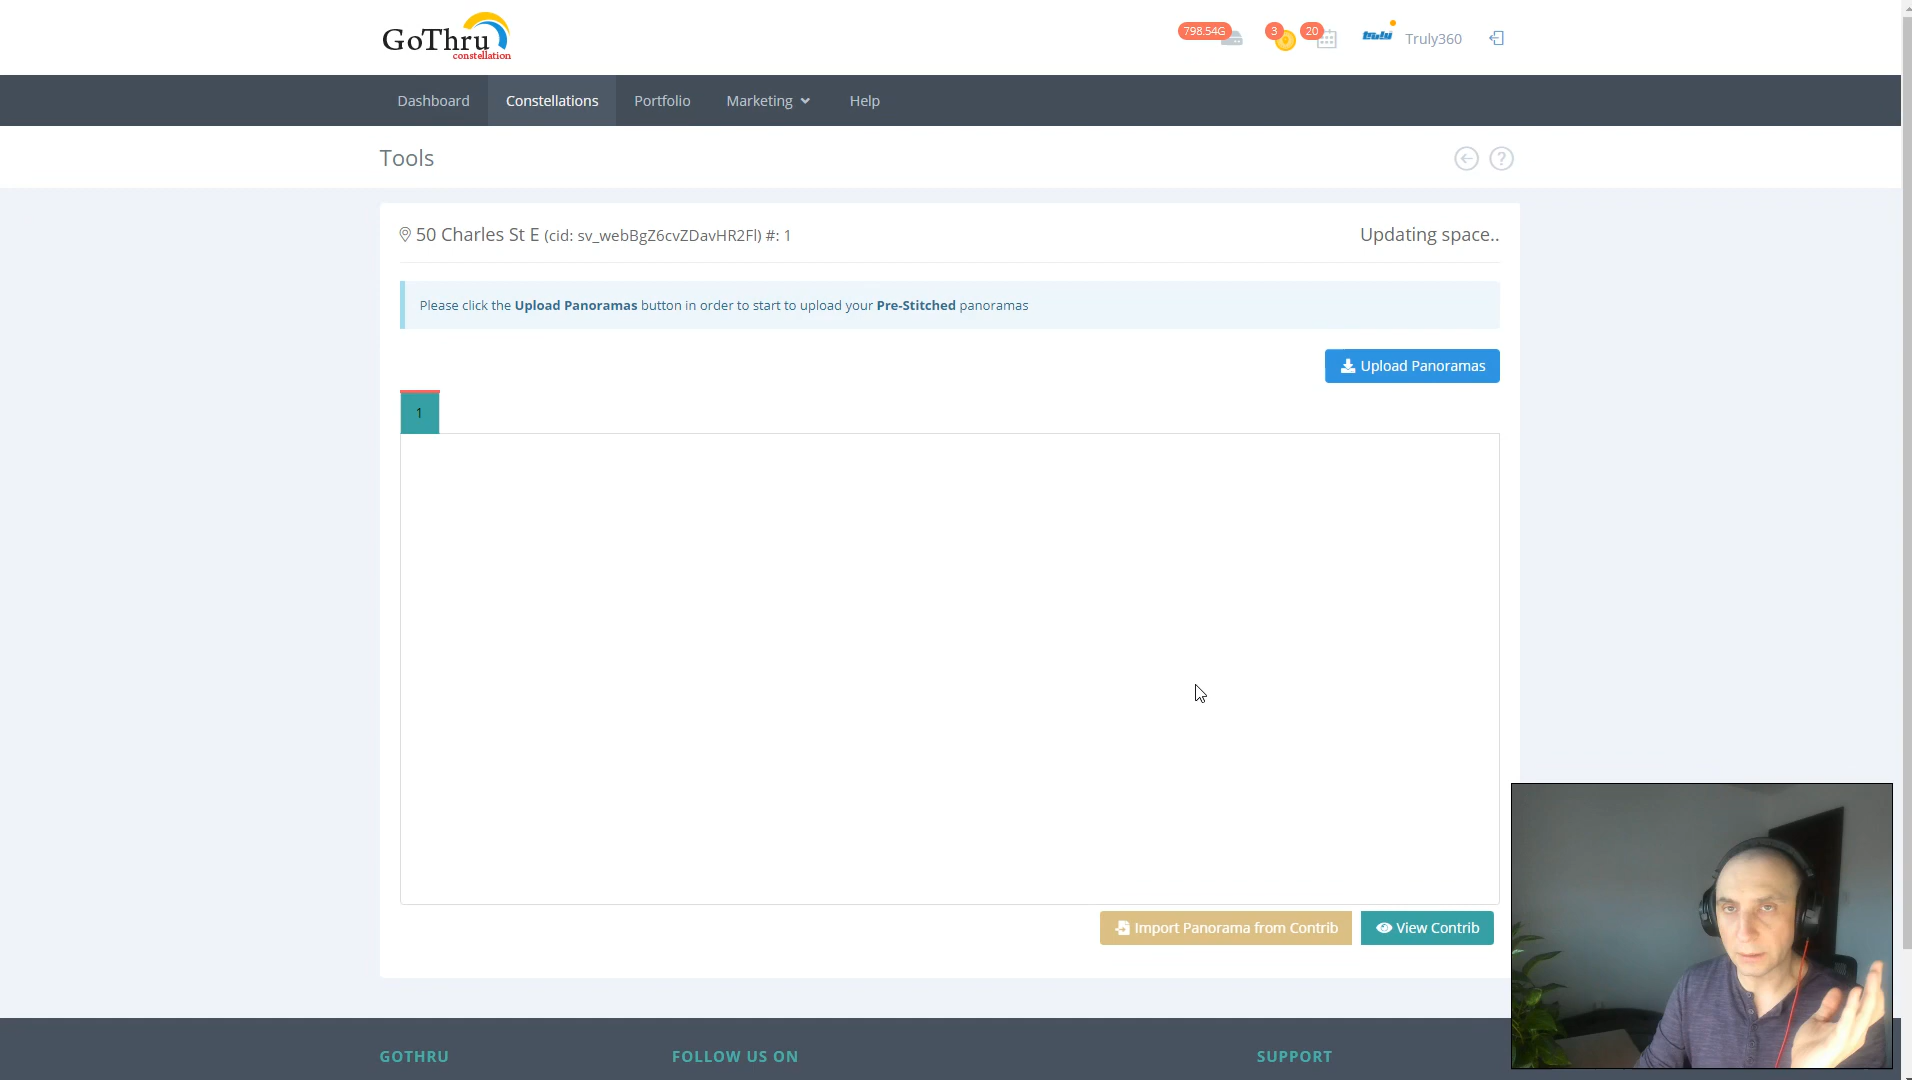 GoThru
constellation
798.54G
3
20
truly
Truly360
Dashboard
Constellations
Portfolio
Marketing
Help
Tools
50 Charles St E (cid: sv_webBgZ6cvZDavHR2Fl) #: 1
Updating space..
Please click the Upload Panoramas button in order to start to upload your Pre-Stitched panoramas
Upload Panoramas
1
Import Panorama from Contrib
View Contrib
GOTHRU
FOLLOW US ON
SUPPORT